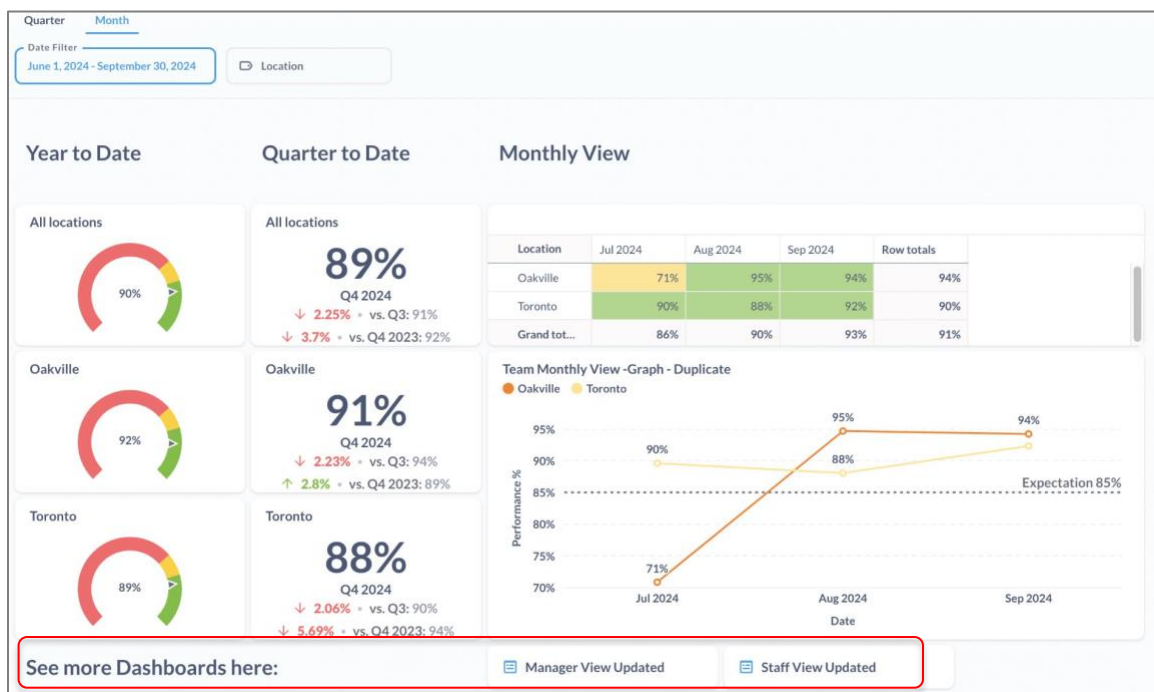 Quarter Month
Date Filter
June 1, 2024 - September 30, 2024
Location
Year to Date
Quarter to Date
Monthly View
All locations
90%
All locations
89%
Q4 2024
↓ 2.25% • vs. Q3: 91%
↓ 3.7% • vs. Q4 2023: 92%
Location Jul 2024 Aug 2024 Sep 2024 Row totals
Oakville 71% 95% 94% 94%
Toronto 90% 88% 92% 90%
Grand tot... 86% 90% 93% 91%
Oakville
92%
Oakville
91%
Q4 2024
↓ 2.23% • vs. Q3: 94%
↑ 2.8% • vs. Q4 2023: 89%
Team Monthly View -Graph - Duplicate
Oakville Toronto
Performance %
95%
90%
85%
80%
75%
70%
90%
71%
95%
88%
94%
Expectation 85%
Jul 2024 Aug 2024 Sep 2024
Date
Toronto
89%
Toronto
88%
Q4 2024
↓ 2.06% • vs. Q3: 90%
↓ 5.69% • vs. Q4 2023: 94%
See more Dashboards here:
Manager View Updated
Staff View Updated